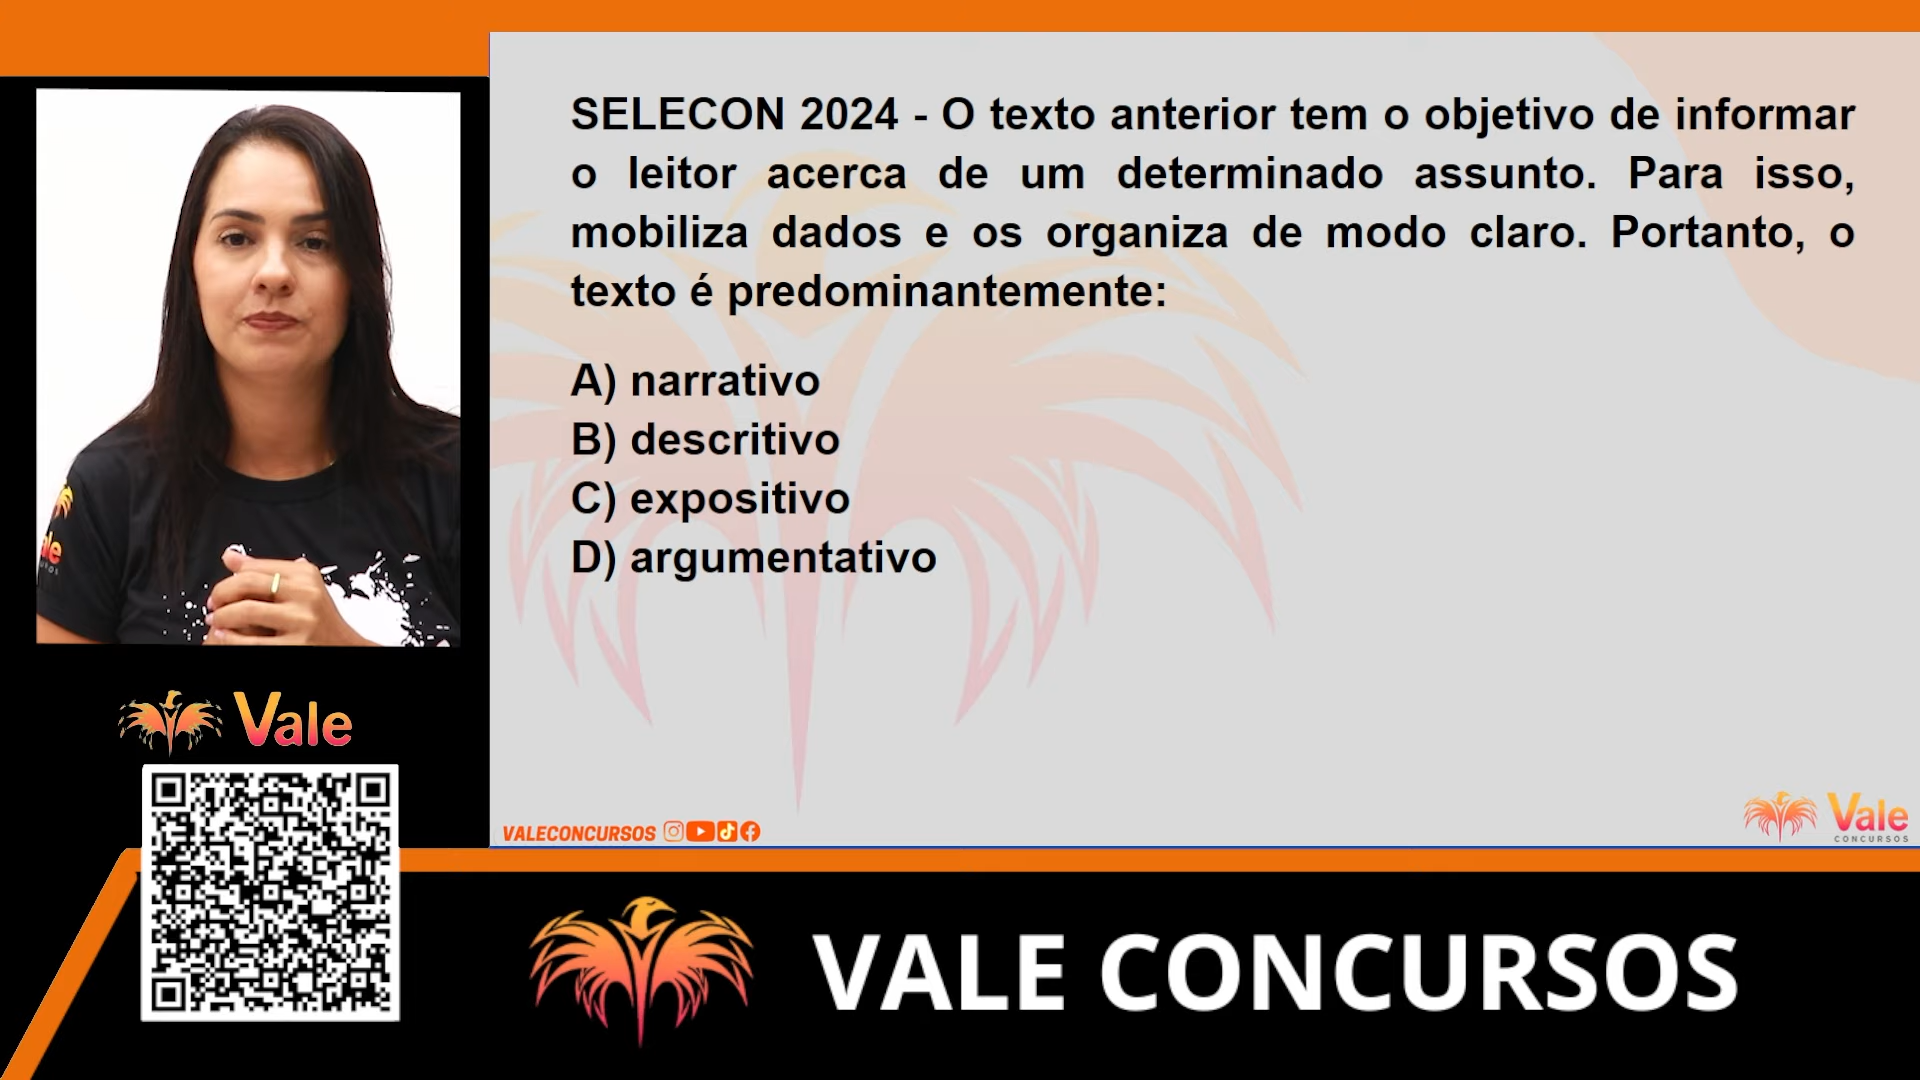 SELECON 2024 - O texto anterior tem o objetivo de informar
o leitor acerca de um determinado assunto. Para isso,
mobiliza dados e os organiza de modo claro. Portanto, o
texto é predominantemente:
A) narrativo
B) descritivo
C) expositivo
D) argumentativo
Vale
VALECONCURSOS
Vale
CONCURSOS
VALE CONCURSOS